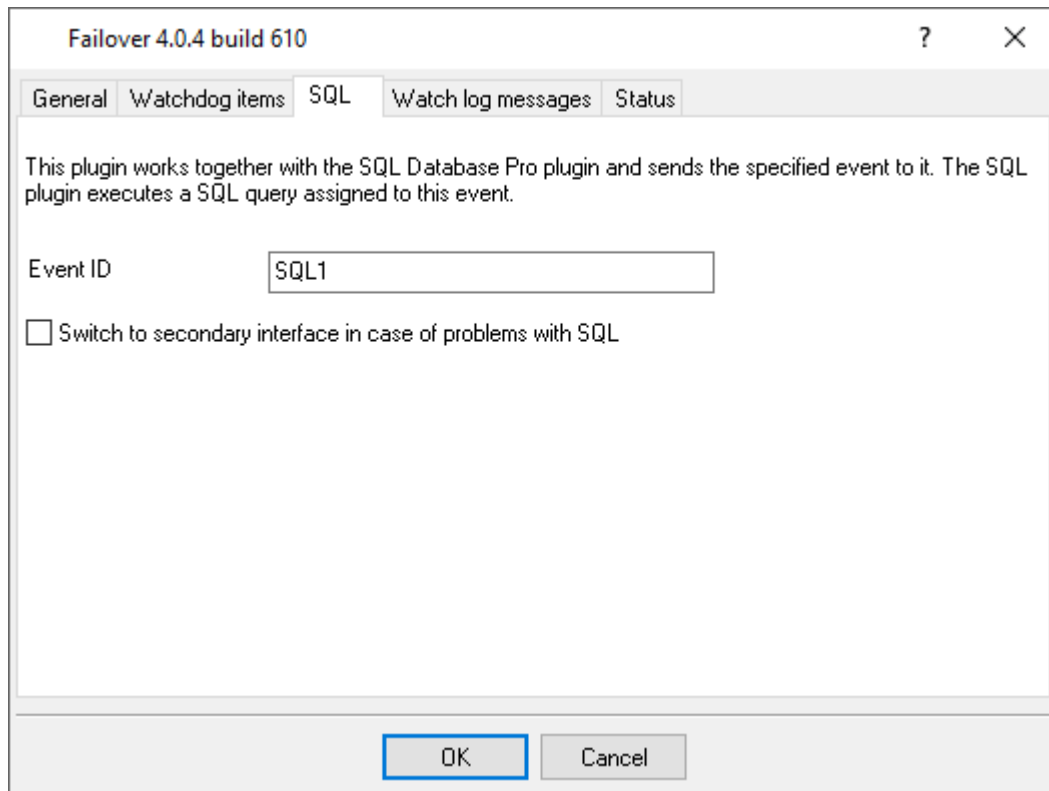 Failover 4.0.4 build 610
?
General Watchdog items SQL Watch log messages Status
This plugin works together with the SQL Database Pro plugin and sends the specified event to it. The SQL
plugin executes a SQL query assigned to this event.
Event ID SQL1
Switch to secondary interface in case of problems with SQL
OK Cancel